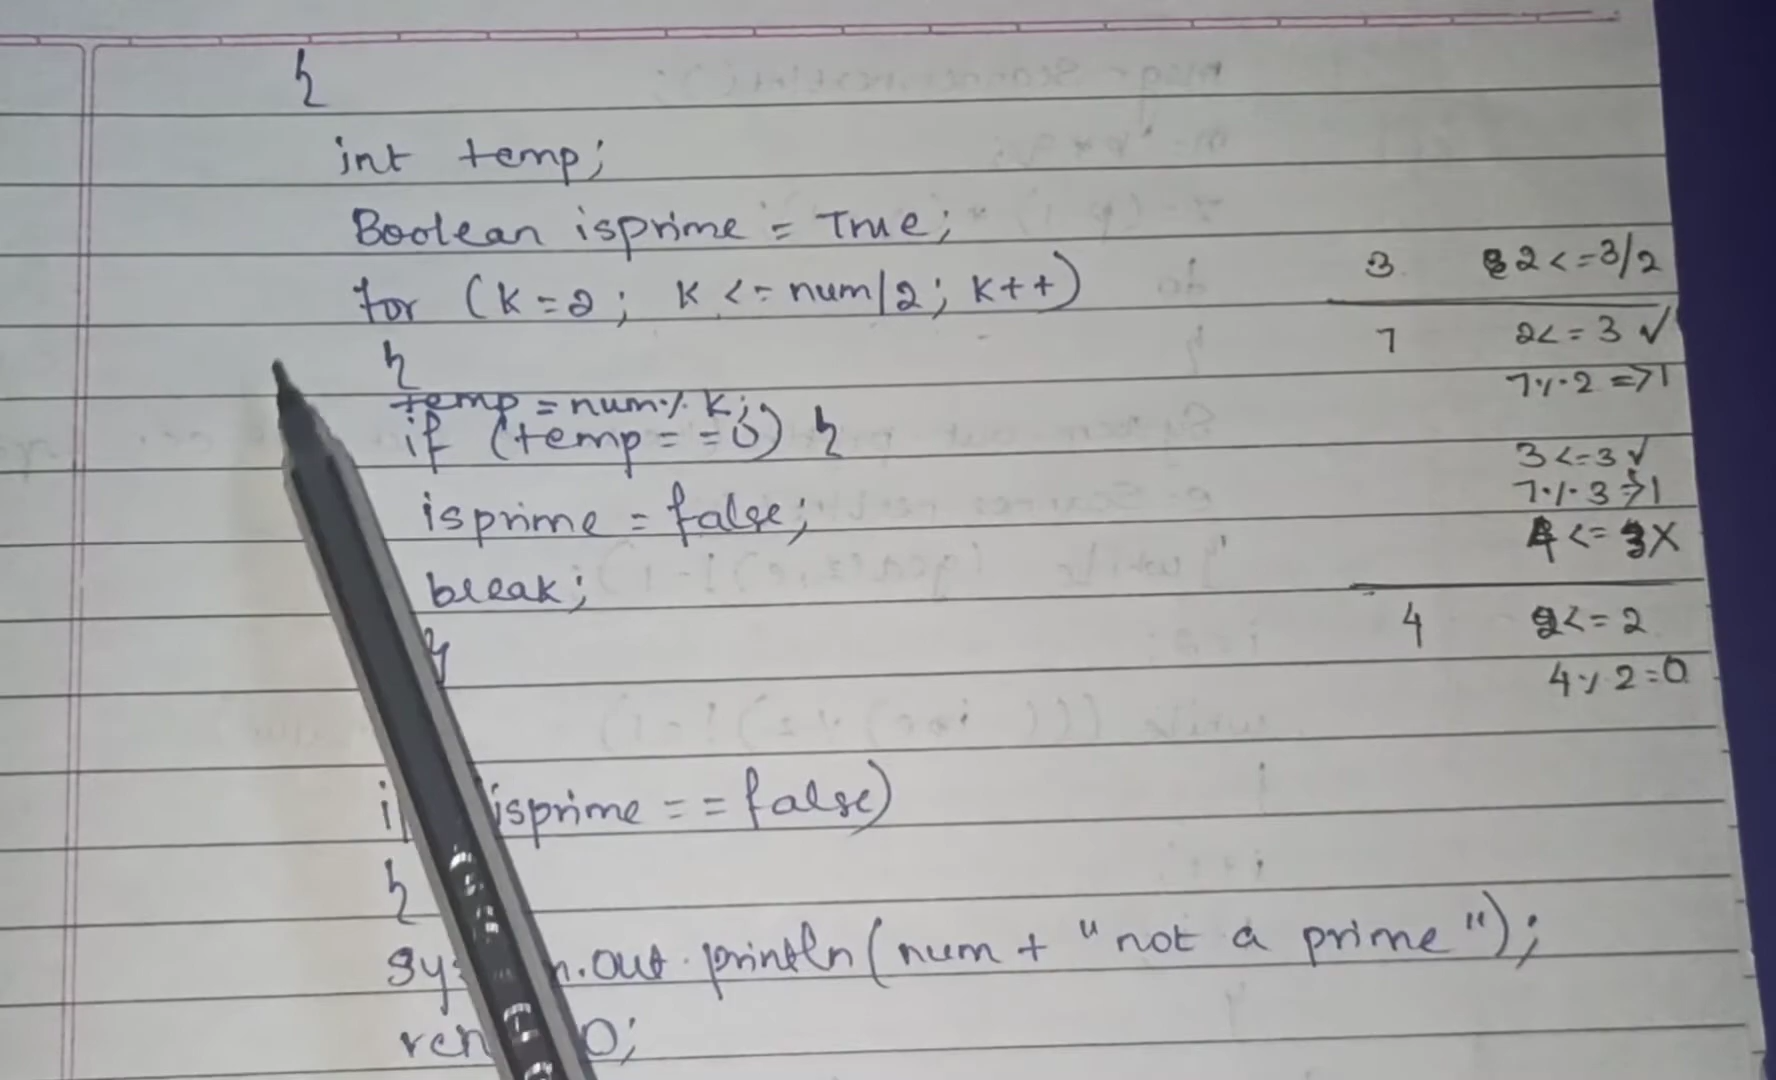 {
int temp;
Boolean isprime = True;
for (K=2; K <= num/2; K++)
{
temp = num % K;
if (temp == 0) {
isprime = false;
break;
}
isprime == false)
{
.out.println(num + "not a prime");
0;
3 2 <= 3/2
7 2 <= 3 ✓
7 % 2 => 1
3 <= 3 ✓
7 % 3 => 1
4 <= 3 X
4 2 <= 2
4 % 2 = 0